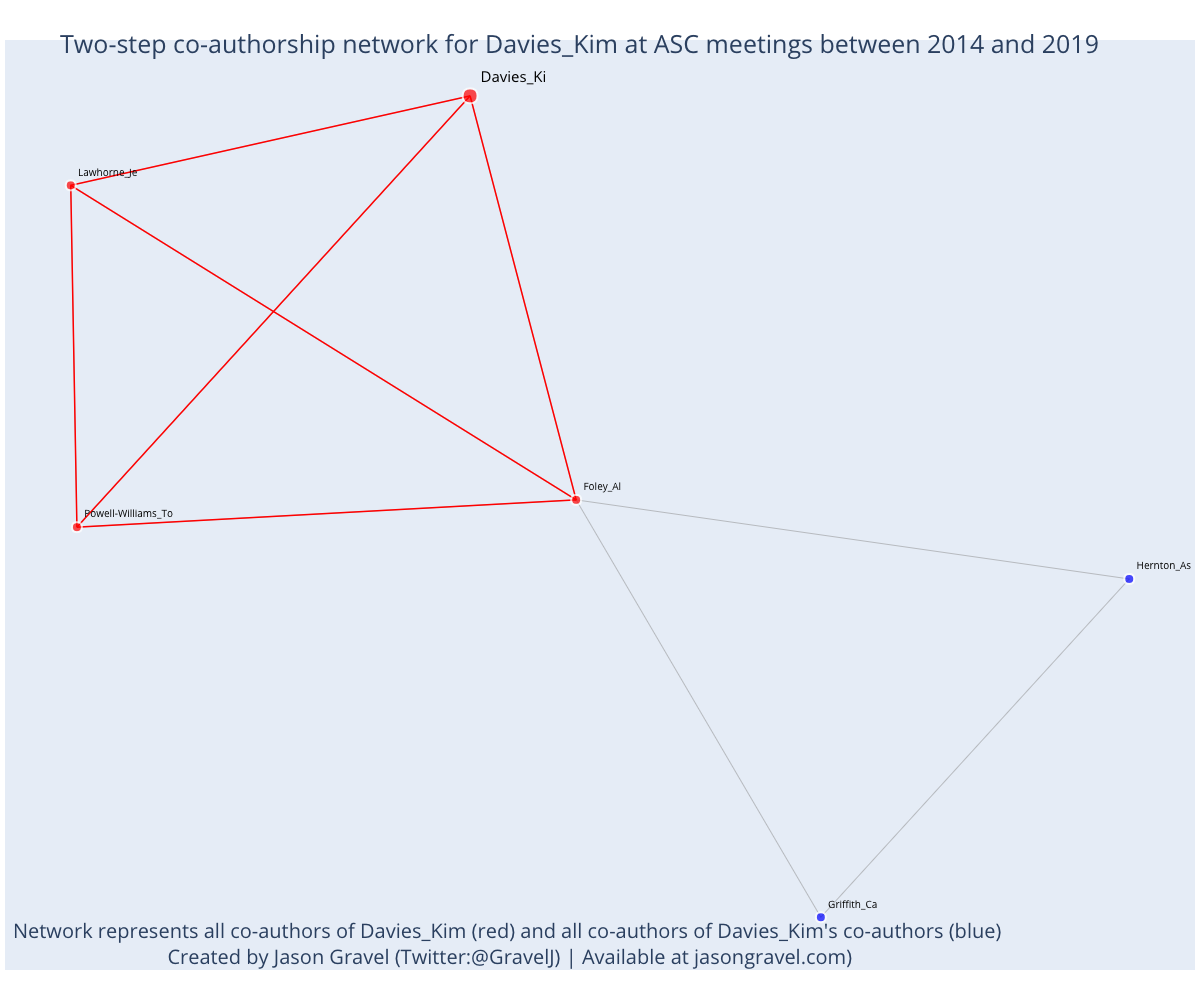 Two-step co-authorship network for Davies_Kim at ASC meetings between 2014 and 2019
Davies_Ki
Lawhorne_Je
Foley_Al
Powell-Williams_To
Hernton_As
Griffith_Ca
Network represents all co-authors of Davies_Kim (red) and all co-authors of Davies_Kim's co-authors (blue)
Created by Jason Gravel (Twitter:@GravelJ) | Available at jasongravel.com)